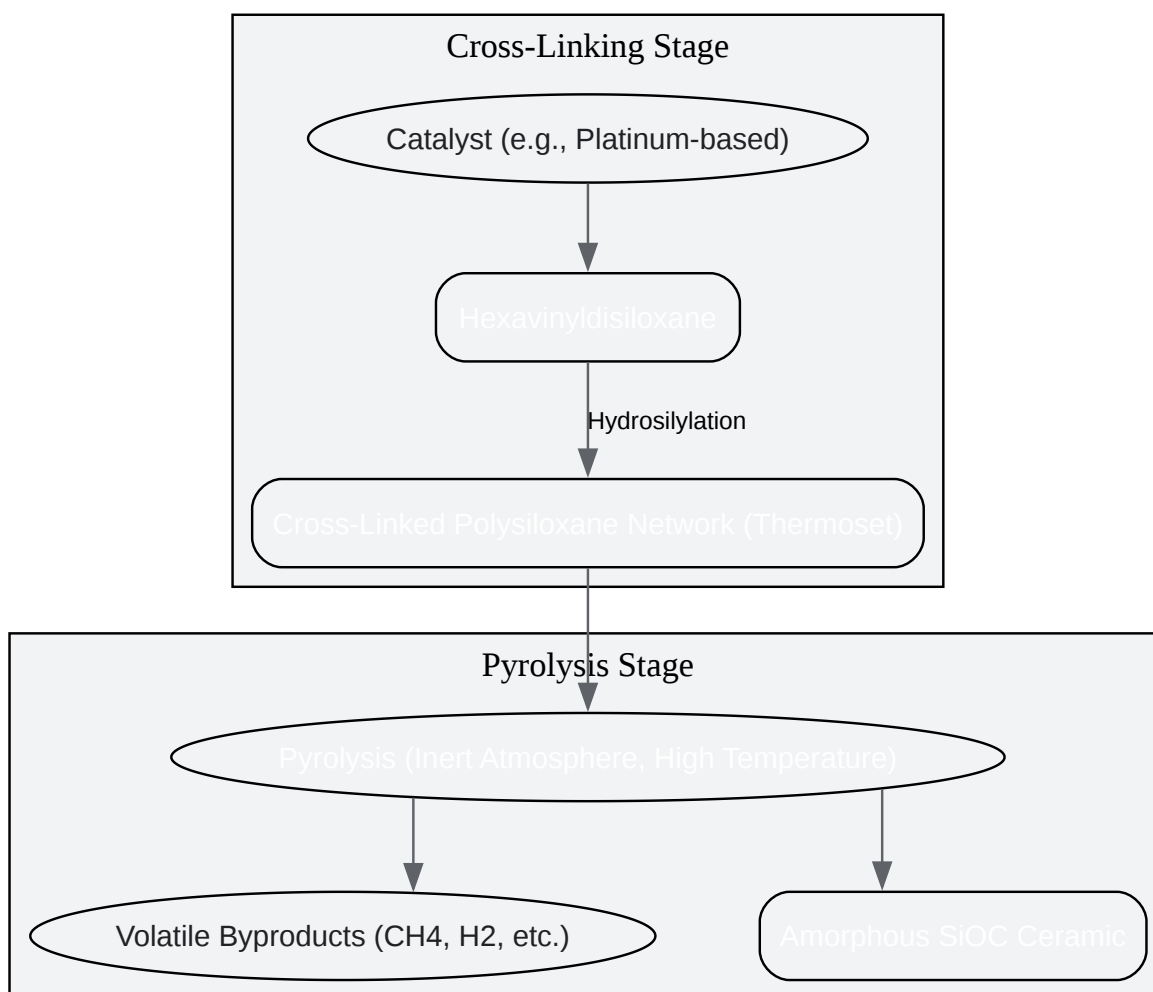 Cross-Linking Stage
Catalyst (e.g., Platinum-based)
Hexavinyldisiloxane
Hydrosilylation
Cross-Linked Polysiloxane Network (Thermoset)
Pyrolysis Stage
Pyrolysis (Inert Atmosphere, High Temperature)
Volatile Byproducts (CH4, H2, etc.)
Amorphous SiOC Ceramic